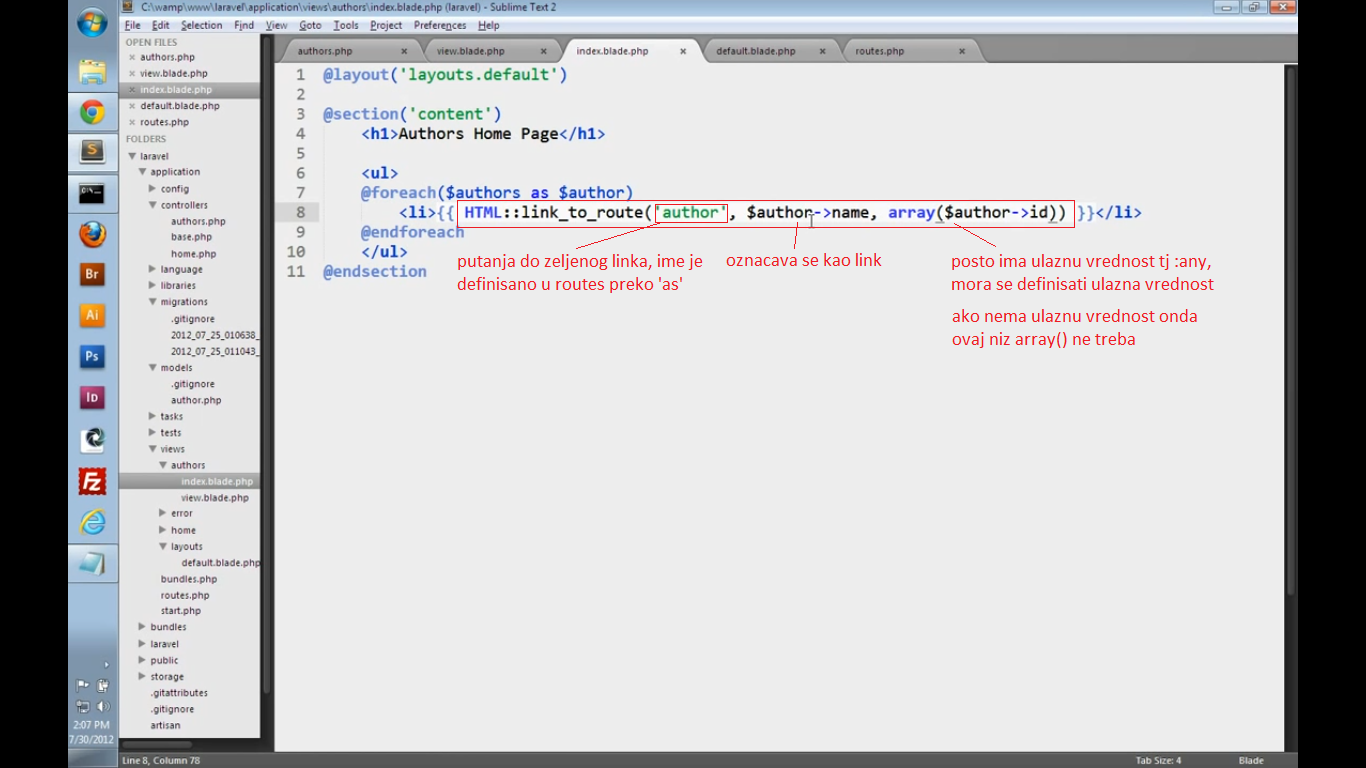 C:\wamp\www\laravel\application\views\authors\index.blade.php (laravel) - Sublime Text 2
File Edit Selection Find View Goto Tools Project Preferences Help
OPEN FILES
authors.php
view.blade.php
index.blade.php
default.blade.php
routes.php
FOLDERS
laravel
application
config
controllers
authors.php
base.php
home.php
language
libraries
migrations
.gitignore
2012_07_25_010638_
2012_07_25_011043_
models
.gitignore
author.php
tasks
tests
views
authors
index.blade.php
view.blade.php
error
home
layouts
default.blade.php
bundles.php
routes.php
start.php
bundles
laravel
public
storage
.gitattributes
.gitignore
artisan
authors.php view.blade.php index.blade.php default.blade.php routes.php
1 @layout('layouts.default')
2
3 @section('content')
4 <h1>Authors Home Page</h1>
5
6 <ul>
7 @foreach($authors as $author)
8 <li>{{ HTML::link_to_route('author', $author->name, array($author->id)) }}</li>
9 @endforeach
10 </ul>
11 @endsection
putanja do zeljenog linka, ime je
definisano u routes preko 'as'
oznacava se kao link
posto ima ulaznu vrednost tj :any,
mora se definisati ulazna vrednost
ako nema ulaznu vrednost onda
ovaj niz array() ne treba
S
Br
Ai
Ps
Id
Fz
2:07 PM
7/30/2012
Line 8, Column 78
Tab Size: 4
Blade